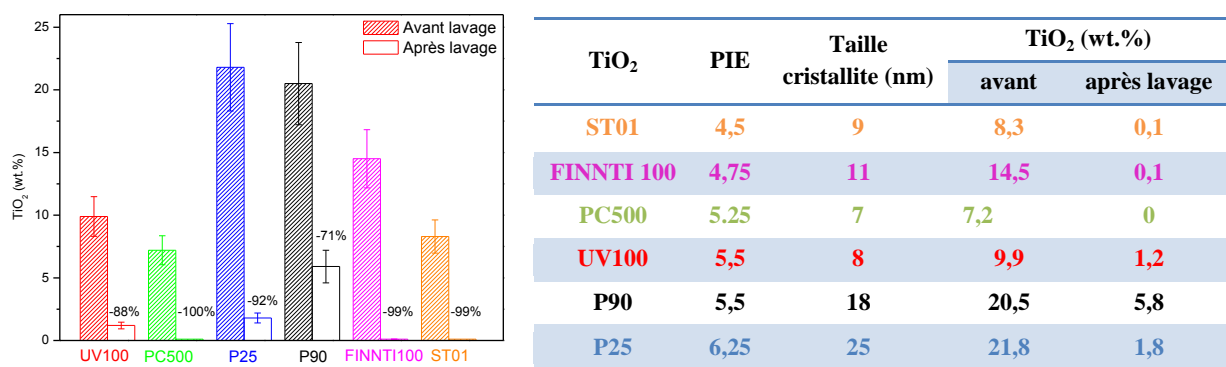 25
20
15
10
5
0
TiO2 (wt.%)
Avant lavage
Après lavage
-88%
-100%
-92%
-71%
-99%
-99%
UV100 PC500 P25 P90 FINNTI100 ST01
TiO2 PIE Taille cristallite (nm) TiO2 (wt.%)
avant après lavage
ST01 4,5 9 8,3 0,1
FINNTI 100 4,75 11 14,5 0,1
PC500 5.25 7 7,2 0
UV100 5,5 8 9,9 1,2
P90 5,5 18 20,5 5,8
P25 6,25 25 21,8 1,8